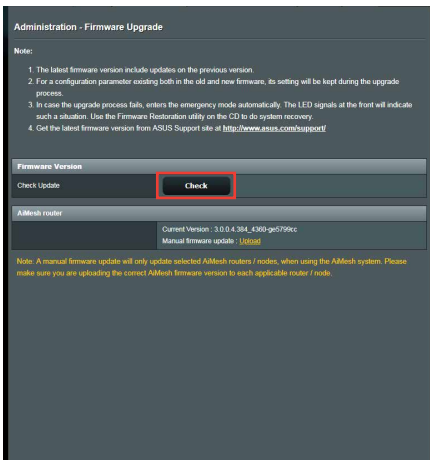 Administration - Firmware Upgrade
Note:
1. The latest firmware version include updates on the previous version.
2. For a configuration parameter existing both in the old and new firmware, its setting will be kept during the upgrade
process.
3. In case the upgrade process fails, enters the emergency mode automatically. The LED signals at the front will indicate
such a situation. Use the Firmware Restoration utility on the CD to do system recovery.
4. Get the latest firmware version from ASUS Support site at http://www.asus.com/support/
Firmware Version
Check Update
Check
AiMesh router
Current Version : 3.0.0.4.384_4360-ge5799cc
Manual firmware update : Upload
Note: A manual firmware update will only update selected AiMesh routers / nodes, when using the AiMesh system. Please
make sure you are uploading the correct AiMesh firmware version to each applicable router / node.